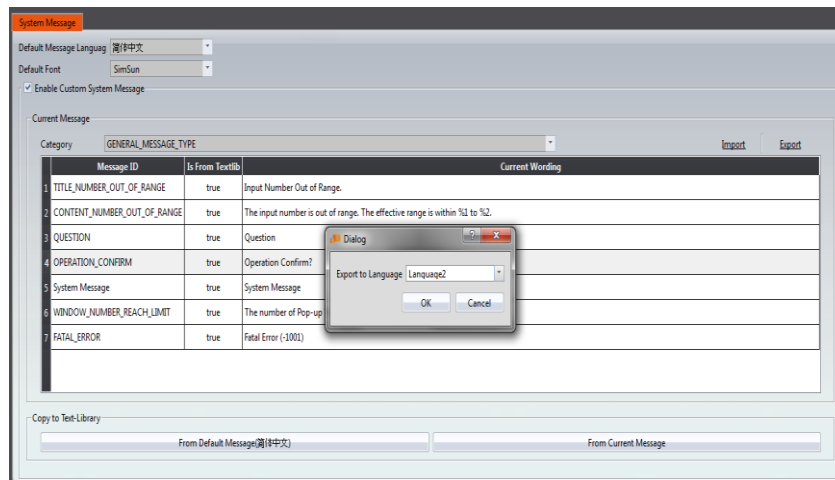 System Message
Default Message Languag 简体中文
Default Font SimSun
Enable Custom System Message
Current Message
Category GENERAL_MESSAGE_TYPE Import Export
Message ID Is From Textlib Current Wording
1 TITLE_NUMBER_OUT_OF_RANGE true Input Number Out of Range.
2 CONTENT_NUMBER_OUT_OF_RANGE true The input number is out of range. The effective range is within %1 to %2.
3 QUESTION true Question
4 OPERATION_CONFIRM true Operation Confirm?
5 System Message true System Message
6 WINDOW_NUMBER_REACH_LIMIT true The number of Pop-up
7 FATAL_ERROR true Fatal Error (-1001)
Dialog
Export to Language Language2
OK Cancel
Copy to Text-Library
From Default Message(简体中文) From Current Message